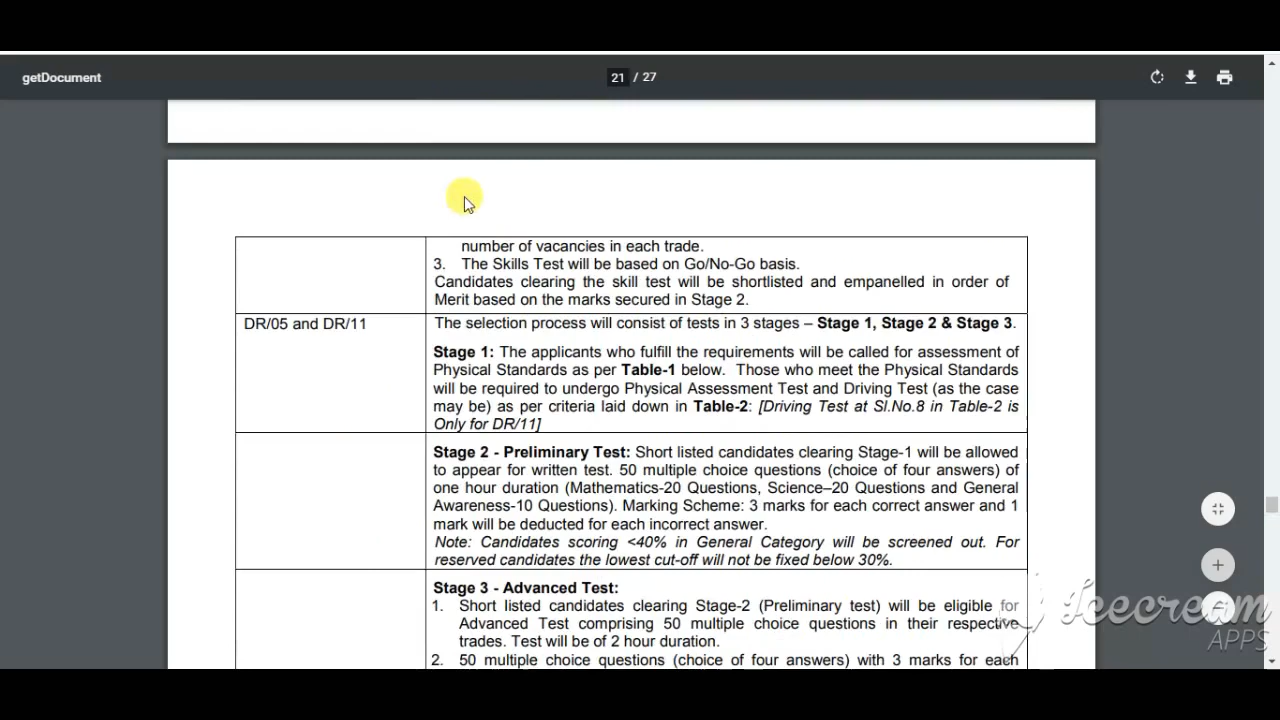 getDocument
21 / 27
number of vacancies in each trade.
3. The Skills Test will be based on Go/No-Go basis.
Candidates clearing the skill test will be shortlisted and empanelled in order of
Merit based on the marks secured in Stage 2.
DR/05 and DR/11
The selection process will consist of tests in 3 stages – Stage 1, Stage 2 & Stage 3.
Stage 1: The applicants who fulfill the requirements will be called for assessment of
Physical Standards as per Table-1 below. Those who meet the Physical Standards
will be required to undergo Physical Assessment Test and Driving Test (as the case
may be) as per criteria laid down in Table-2: [Driving Test at Sl.No.8 in Table-2 is
Only for DR/11]
Stage 2 - Preliminary Test: Short listed candidates clearing Stage-1 will be allowed
to appear for written test. 50 multiple choice questions (choice of four answers) of
one hour duration (Mathematics-20 Questions, Science–20 Questions and General
Awareness-10 Questions). Marking Scheme: 3 marks for each correct answer and 1
mark will be deducted for each incorrect answer.
Note: Candidates scoring <40% in General Category will be screened out. For
reserved candidates the lowest cut-off will not be fixed below 30%.
Stage 3 - Advanced Test:
1. Short listed candidates clearing Stage-2 (Preliminary test) will be eligible for
Advanced Test comprising 50 multiple choice questions in their respective
trades. Test will be of 2 hour duration.
2. 50 multiple choice questions (choice of four answers) with 3 marks for each
Icecream
APPS